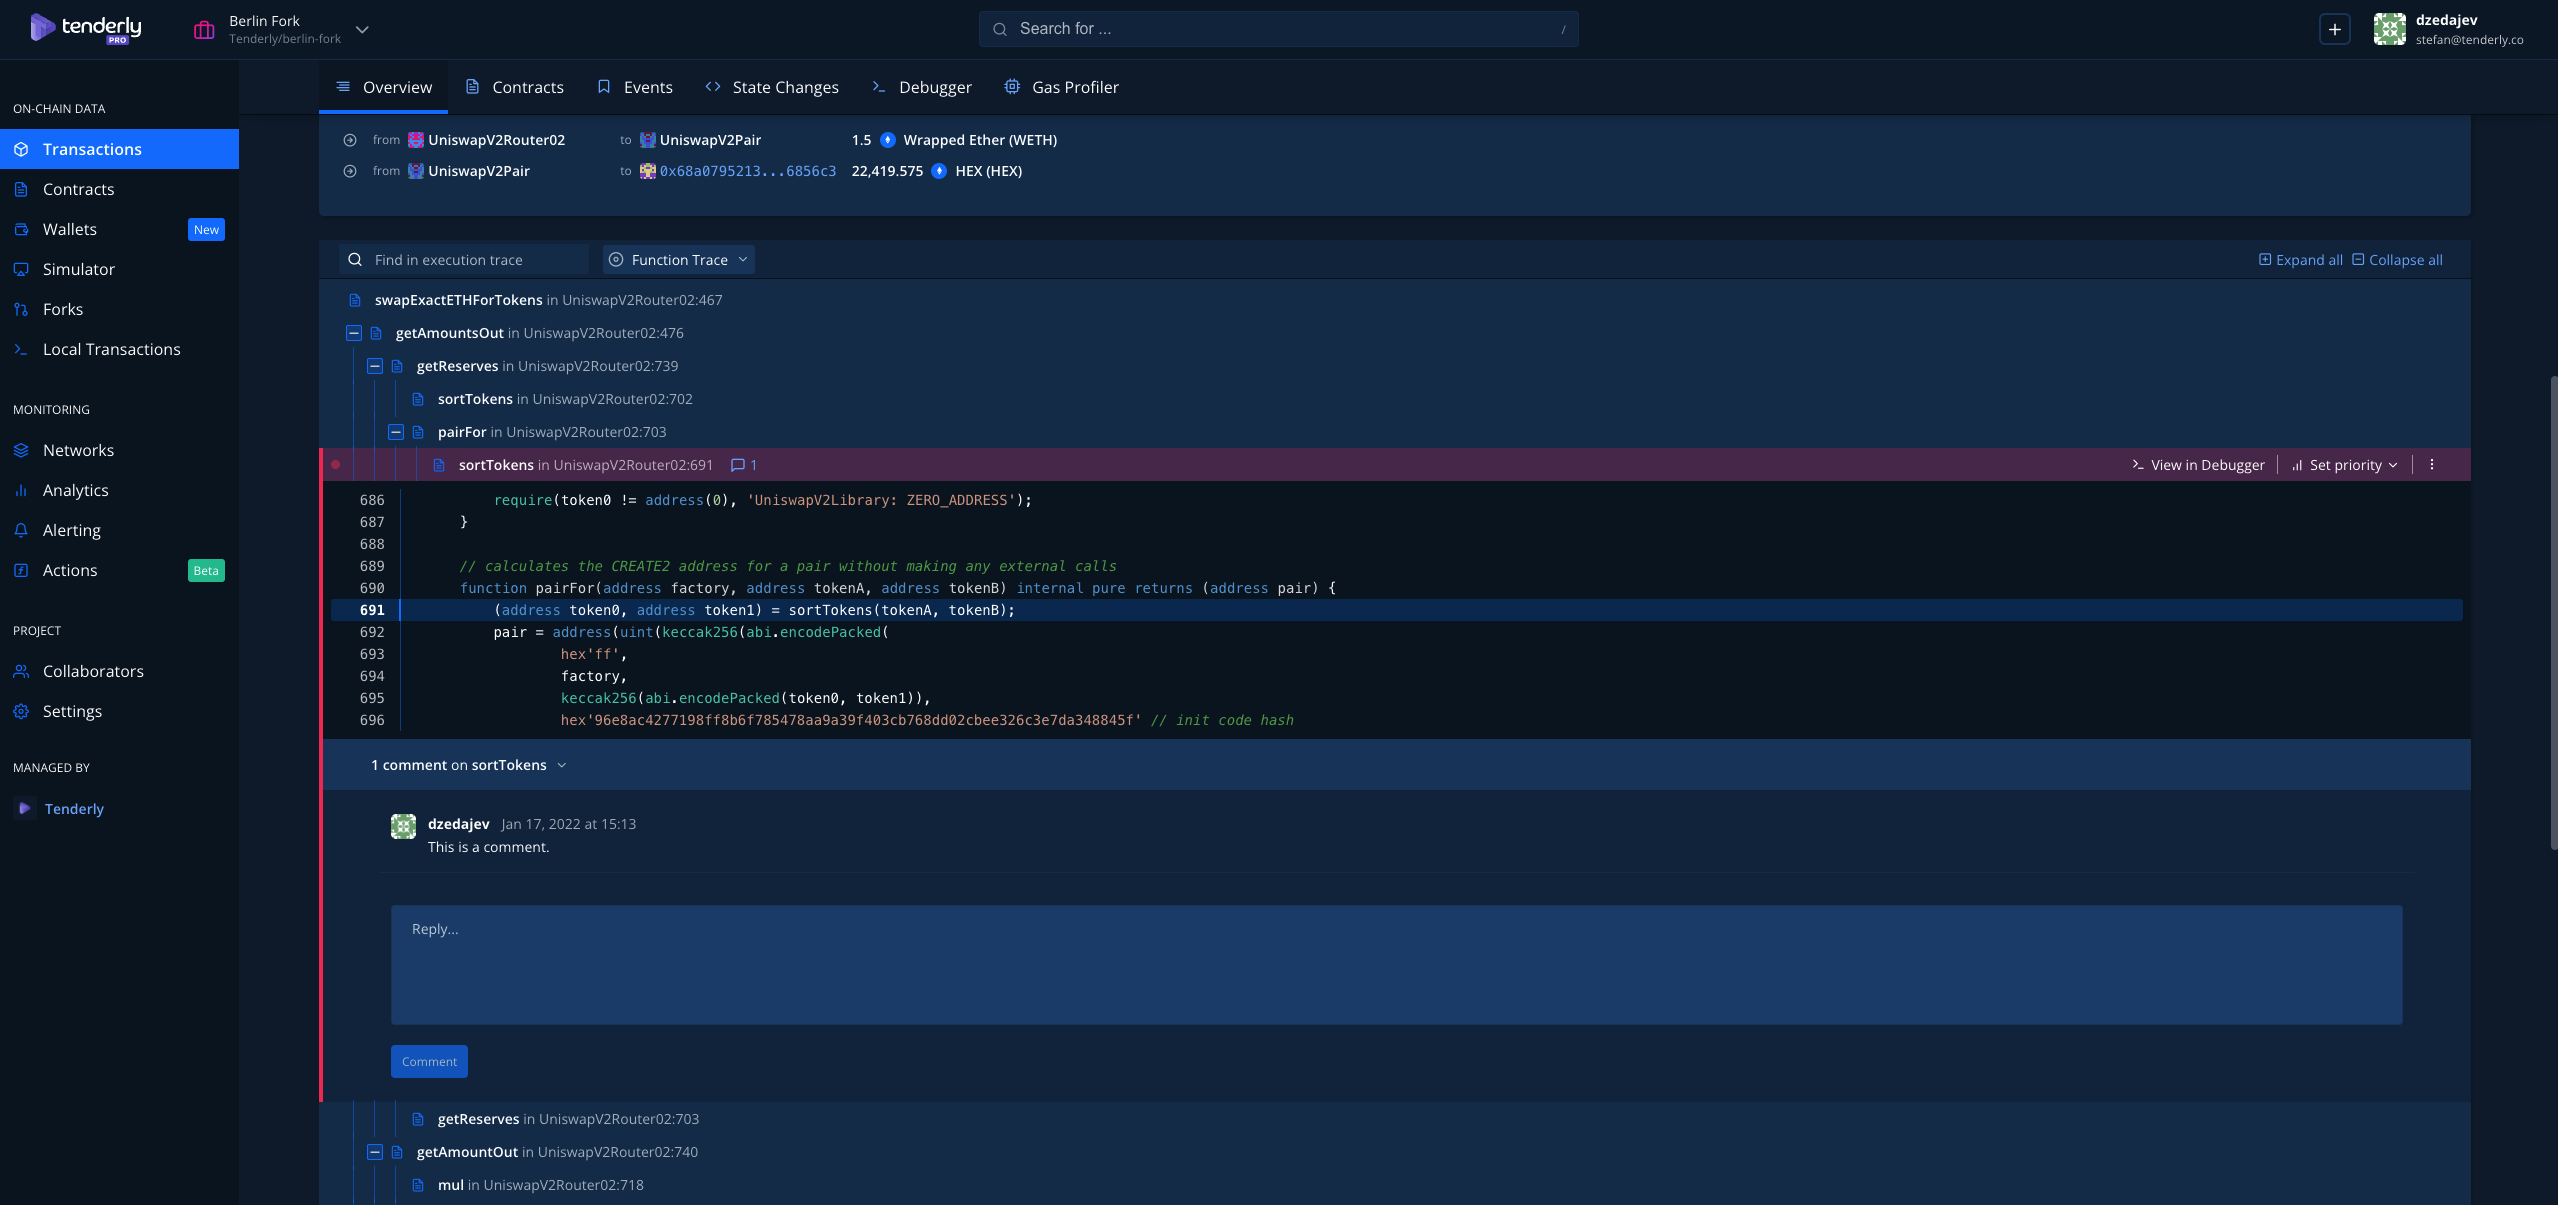 tenderly
PRO
Berlin Fork
Tenderly/berlin-fork
Search for ...
/
dzedajev
stefan@tenderly.co
ON-CHAIN DATA
Transactions
Contracts
Wallets New
Simulator
Forks
Local Transactions
MONITORING
Networks
Analytics
Alerting
Actions Beta
PROJECT
Collaborators
Settings
MANAGED BY
Tenderly
Overview Contracts Events State Changes Debugger Gas Profiler
from UniswapV2Router02 to UniswapV2Pair 1.5 Wrapped Ether (WETH)
from UniswapV2Pair to 0x68a0795213...6856c3 22,419.575 HEX (HEX)
Find in execution trace Function Trace Expand all Collapse all
swapExactETHForTokens in UniswapV2Router02:467
getAmountsOut in UniswapV2Router02:476
getReserves in UniswapV2Router02:739
sortTokens in UniswapV2Router02:702
pairFor in UniswapV2Router02:703
sortTokens in UniswapV2Router02:691 1 View in Debugger Set priority
686 require(token0 != address(0), 'UniswapV2Library: ZERO_ADDRESS');
687 }
688
689 // calculates the CREATE2 address for a pair without making any external calls
690 function pairFor(address factory, address tokenA, address tokenB) internal pure returns (address pair) {
691 (address token0, address token1) = sortTokens(tokenA, tokenB);
692 pair = address(uint(keccak256(abi.encodePacked(
693 hex'ff',
694 factory,
695 keccak256(abi.encodePacked(token0, token1)),
696 hex'96e8ac4277198ff8b6f785478aa9a39f403cb768dd02cbee326c3e7da348845f' // init code hash
1 comment on sortTokens
dzedajev Jan 17, 2022 at 15:13
This is a comment.
Reply...
Comment
getReserves in UniswapV2Router02:703
getAmountOut in UniswapV2Router02:740
mul in UniswapV2Router02:718